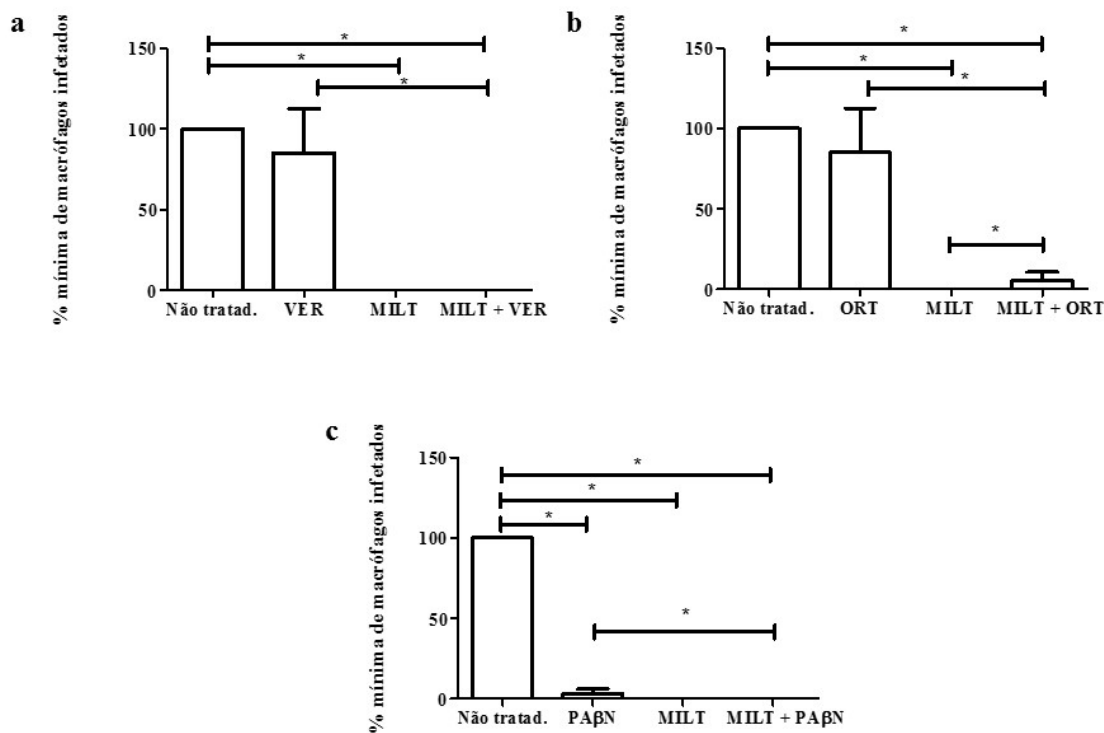 a
% mínima de macrófagos infetados
150
100
50
0
*
*
*
Não tratad. VER MILT MILT + VER
b
% mínima de macrófagos infetados
150
100
50
0
*
*
*
*
Não tratad. ORT MILT MILT + ORT
c
% mínima de macrófagos infetados
150
100
50
0
*
*
*
*
Não tratad. PAβN MILT MILT + PAβN